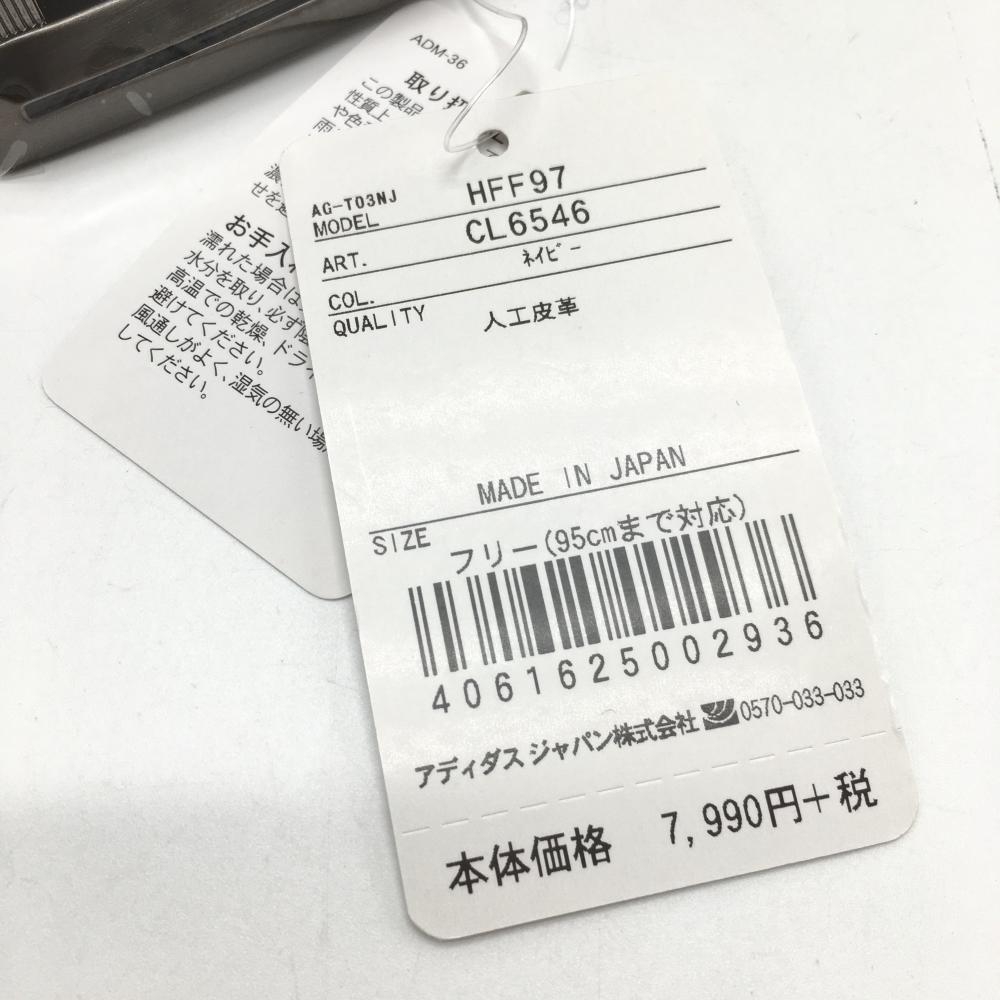 ADM-36
取り
この製品
性質上
や色
雨
濃
せを
お手入
濡れた場合は
水分を取り、必ず
高温での乾燥、ドラ
避けてください。
風通しがよく、湿気の無い場
してください。
AG-T03NJ HFF97
MODEL CL6546
ART. ネイビー
COL.
QUALITY 人工皮革
MADE IN JAPAN
SIZE フリー(95cmまで対応)
4061625002936
アディダス ジャパン株式会社 0570-033-033
本体価格 7,990円+税